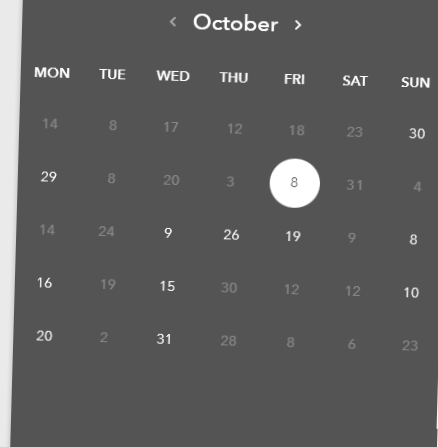 ‹ October ›
MON TUE WED THU FRI SAT SUN
14 8 17 12 18 23 30
29 8 20 3 8 31 4
14 24 9 26 19 9 8
16 19 15 30 12 12 10
20 2 31 28 8 6 23